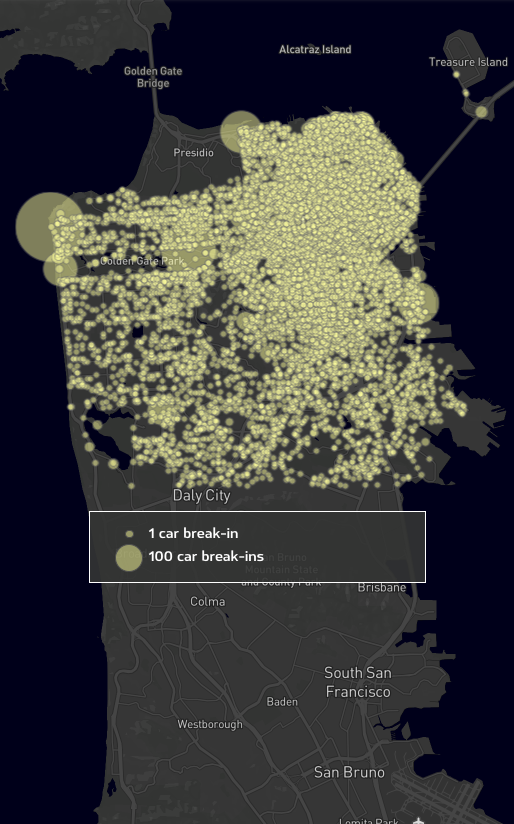 Alcatraz Island
Treasure Island
Golden Gate
Bridge
Presidio
Golden Gate Park
Daly City
1 car break-in
100 car break-ins
San Bruno
Mountain State
and County Park
Brisbane
Colma
South San
Francisco
Baden
Westborough
San Bruno
Lomita Park